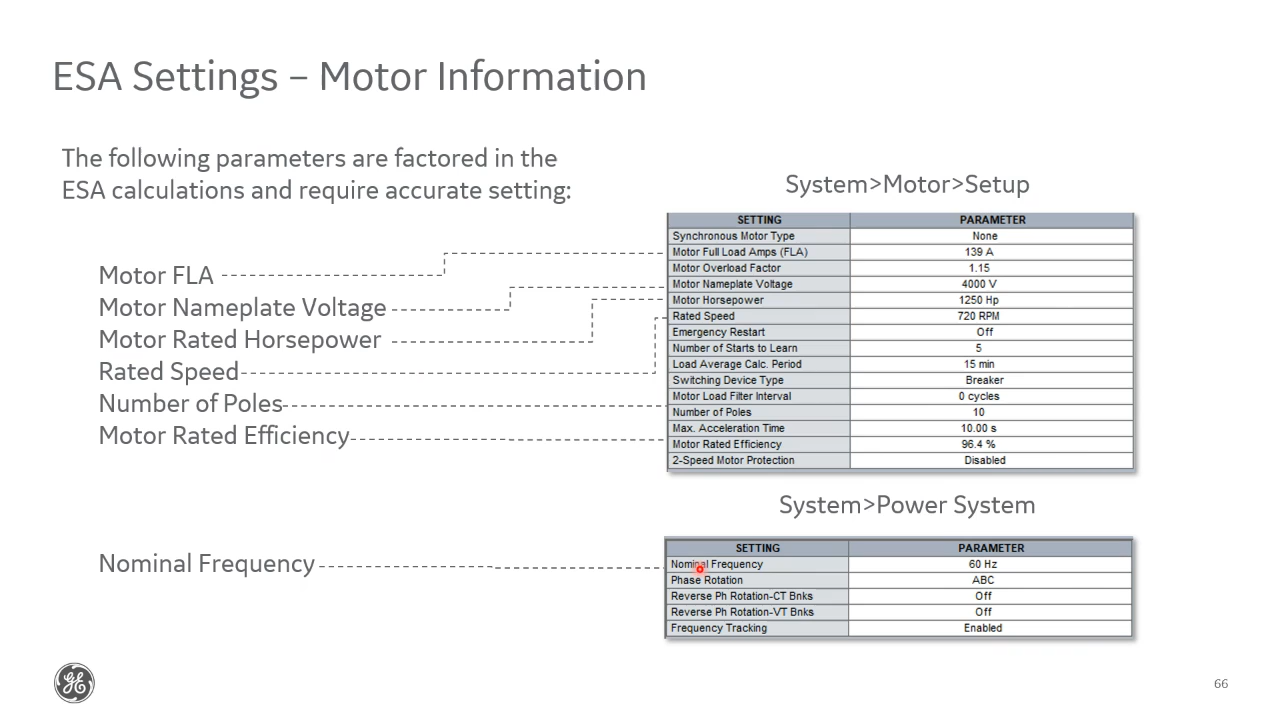 ESA Settings – Motor Information
The following parameters are factored in the
ESA calculations and require accurate setting:
Motor FLA
Motor Nameplate Voltage
Motor Rated Horsepower
Rated Speed
Number of Poles
Motor Rated Efficiency
Nominal Frequency
System>Motor>Setup
SETTING PARAMETER
Synchronous Motor Type None
Motor Full Load Amps (FLA) 139 A
Motor Overload Factor 1.15
Motor Nameplate Voltage 4000 V
Motor Horsepower 1250 Hp
Rated Speed 720 RPM
Emergency Restart Off
Number of Starts to Learn 5
Load Average Calc. Period 15 min
Switching Device Type Breaker
Motor Load Filter Interval 0 cycles
Number of Poles 10
Max. Acceleration Time 10.00 s
Motor Rated Efficiency 96.4 %
2-Speed Motor Protection Disabled
System>Power System
SETTING PARAMETER
Nominal Frequency 60 Hz
Phase Rotation ABC
Reverse Ph Rotation-CT Bnks Off
Reverse Ph Rotation-VT Bnks Off
Frequency Tracking Enabled
GE
66